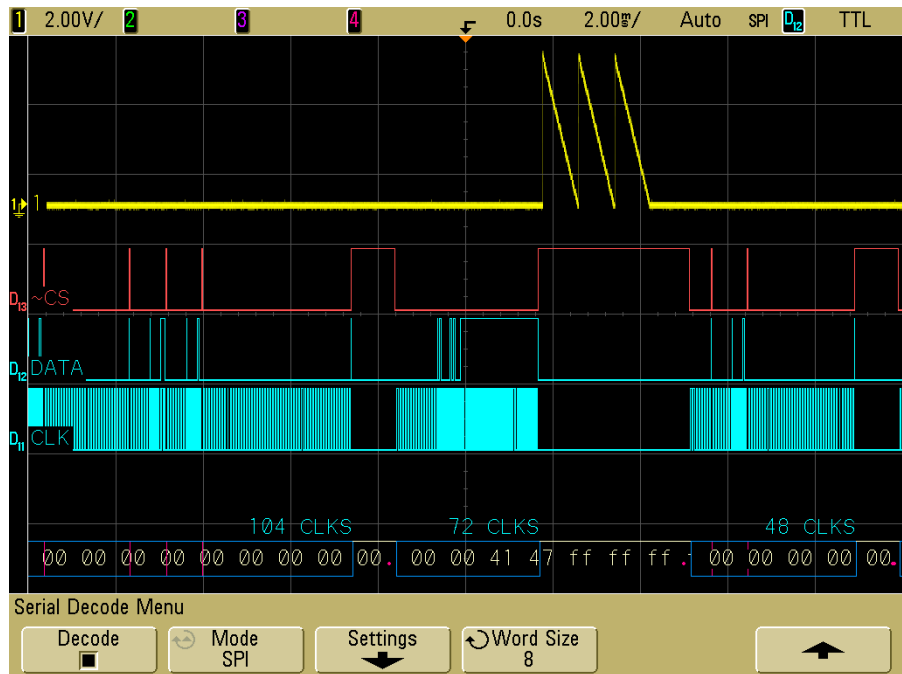 1 2.00V/ 2 3 4 0.0s 2.00ms/ Auto SPI D12 TTL
1 1
D13 ~CS
D12 DATA
D11 CLK
104 CLKS 72 CLKS 48 CLKS
00 00 00 00 00 00 00 00 00. 00 00 41 47 ff ff ff . 00 00 00 00 00.
Serial Decode Menu
Decode Mode SPI Settings Word Size 8